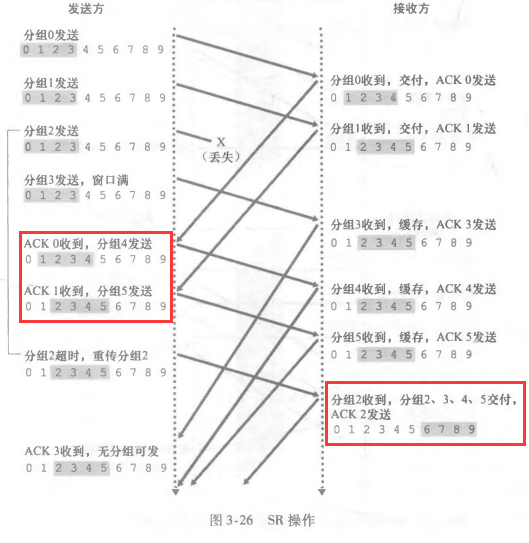 发送方
接收方
分组0发送
0 1 2 3 4 5 6 7 8 9
分组0收到，交付，ACK 0发送
0 1 2 3 4 5 6 7 8 9
分组1发送
0 1 2 3 4 5 6 7 8 9
分组1收到，交付，ACK 1发送
0 1 2 3 4 5 6 7 8 9
分组2发送
0 1 2 3 4 5 6 7 8 9
X
（丢失）
分组3发送，窗口满
0 1 2 3 4 5 6 7 8 9
分组3收到，缓存，ACK 3发送
0 1 2 3 4 5 6 7 8 9
ACK 0收到，分组4发送
0 1 2 3 4 5 6 7 8 9
分组4收到，缓存，ACK 4发送
0 1 2 3 4 5 6 7 8 9
ACK 1收到，分组5发送
0 1 2 3 4 5 6 7 8 9
分组5收到，缓存，ACK 5发送
0 1 2 3 4 5 6 7 8 9
分组2超时，重传分组2
0 1 2 3 4 5 6 7 8 9
分组2收到，分组2、3、4、5交付，
ACK 2发送
0 1 2 3 4 5 6 7 8 9
ACK 3收到，无分组可发
0 1 2 3 4 5 6 7 8 9
图 3-26 SR 操作